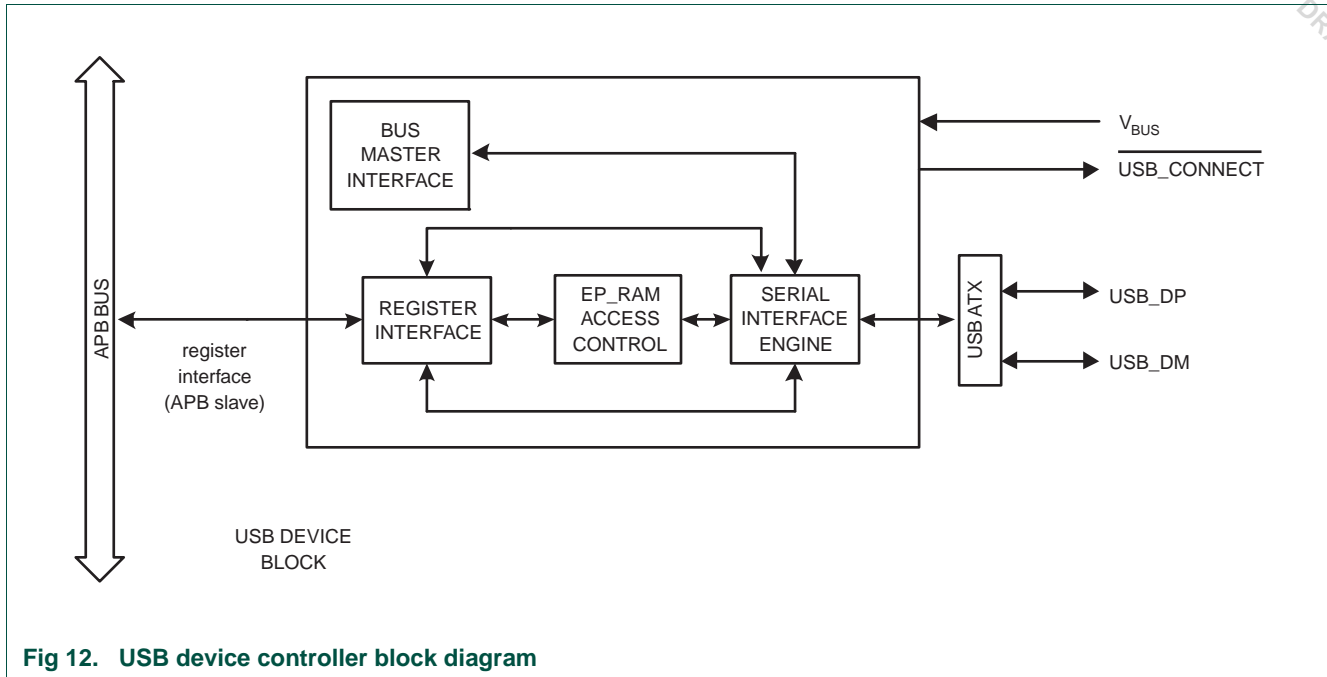 BUS
MASTER
INTERFACE
V_BUS
USB_CONNECT
APB BUS
REGISTER
INTERFACE
EP_RAM
ACCESS
CONTROL
SERIAL
INTERFACE
ENGINE
USB ATX
USB_DP
USB_DM
register
interface
(APB slave)
USB DEVICE
BLOCK
Fig 12. USB device controller block diagram